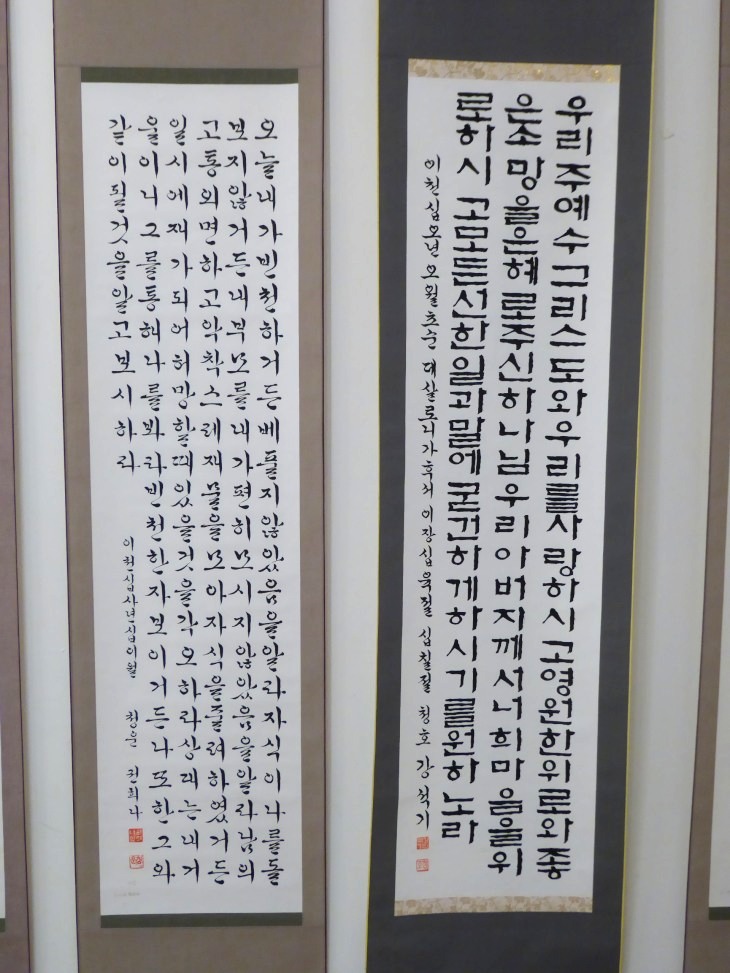 우리 주 예수 그리스도와 우리를 사랑하시고 영원한 위로와 좋
은 소망을 은혜로 주신 하나님 우리 아버지께서 너희 마음을 위
로하시고 모든 선한 일과 말에 굳건하게 하시기를 원하노라
이천십오년 오월 초순 데살로니가후서 이장 십육절 십칠절 청호 강석기
오늘 내가 빈천하거든 베풀지 않았음을 알라 자식이 나를 돌
보지 않거든 내 부모를 내가 편히 모시지 않았음을 알라 남의
고통 외면하고 악착스레 재물을 모아 자식을 줄려 하였거든
일시에 재가 되어 허망할 때 있을 것을 각오하라 상대는 내 거
울이니 그를 통해 나를 봐라 빈천한 자 보이거든 나 또한 그와
같이 될 것을 알고 보시하라
이천십사년 십이월 청운 권희나